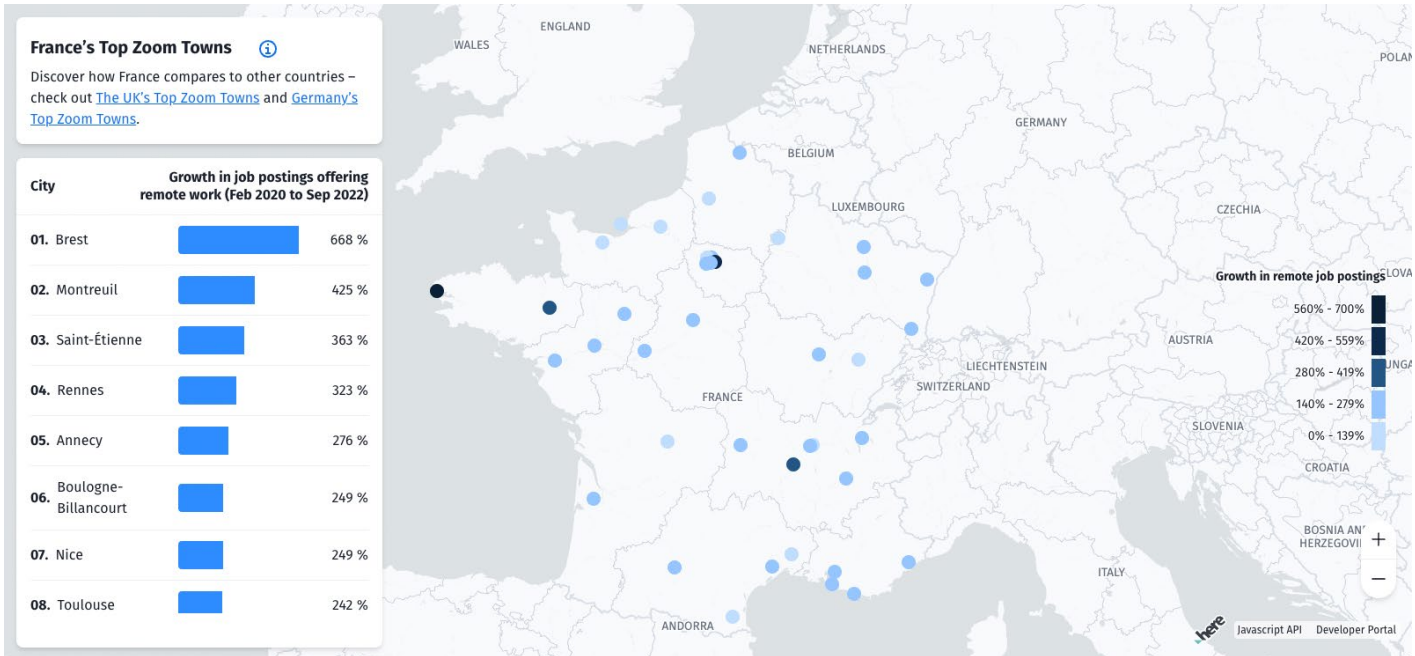 France's Top Zoom Towns
Discover how France compares to other countries –
check out The UK's Top Zoom Towns and Germany's
Top Zoom Towns.
City
Growth in job postings offering
remote work (Feb 2020 to Sep 2022)
01. Brest 668 %
02. Montreuil 425 %
03. Saint-Étienne 363 %
04. Rennes 323 %
05. Annecy 276 %
06. Boulogne-
Billancourt 249 %
07. Nice 249 %
08. Toulouse 242 %
ENGLAND
WALES
NETHERLANDS
GERMANY
BELGIUM
LUXEMBOURG
CZECHIA
AUSTRIA
LIECHTENSTEIN
SWITZERLAND
FRANCE
SLOVENIA
CROATIA
BOSNIA AN
HERZEGOVI
ITALY
ANDORRA
POLAN
SLOVA
UNGA
Growth in remote job postings
560% - 700%
420% - 559%
280% - 419%
140% - 279%
0% - 139%
+
−
here
Javascript API Developer Portal